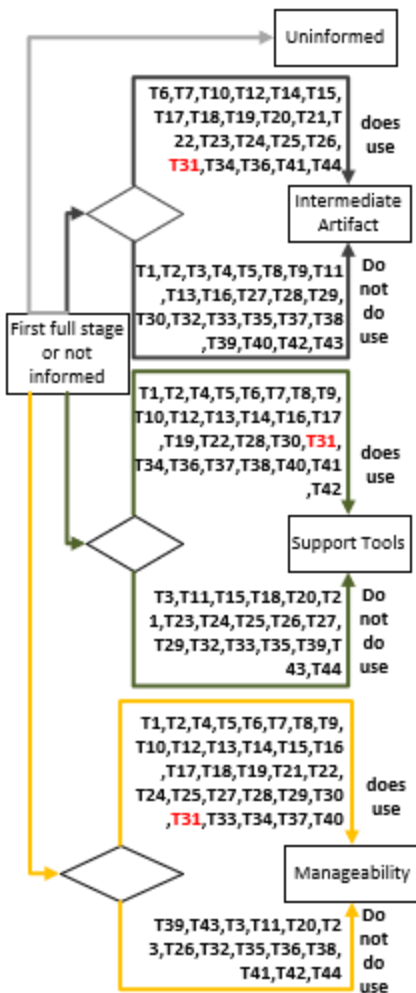 Uninformed
T6,T7,T10,T12,T14,T15,
T17,T18,T19,T20,T21,T
22,T23,T24,T25,T26,
T31,T34,T36,T41,T44
does
use
Intermediate
Artifact
T1,T2,T3,T4,T5,T8,T9,T11
,T13,T16,T27,T28,T29,
T30,T32,T33,T35,T37,T38
,T39,T40,T42,T43
Do
not
do
use
First full stage
or not
informed
T1,T2,T4,T5,T6,T7,T8,T9,
T10,T12,T13,T14,T16,T17
,T19,T22,T28,T30,T31,
T34,T36,T37,T38,T40,T41
,T42
does
use
Support Tools
T3,T11,T15,T18,T20,T2
1,T23,T24,T25,T26,T27,
T29,T32,T33,T35,T39,T
43,T44
Do
not
do
use
T1,T2,T4,T5,T6,T7,T8,T9,
T10,T12,T13,T14,T15,T16
,T17,T18,T19,T21,T22,
T24,T25,T27,T28,T29,T30
,T31,T33,T34,T37,T40
does
use
Manageability
T39,T43,T3,T11,T20,T2
3,T26,T32,T35,T36,T38,
T41,T42,T44
Do
not
do
use